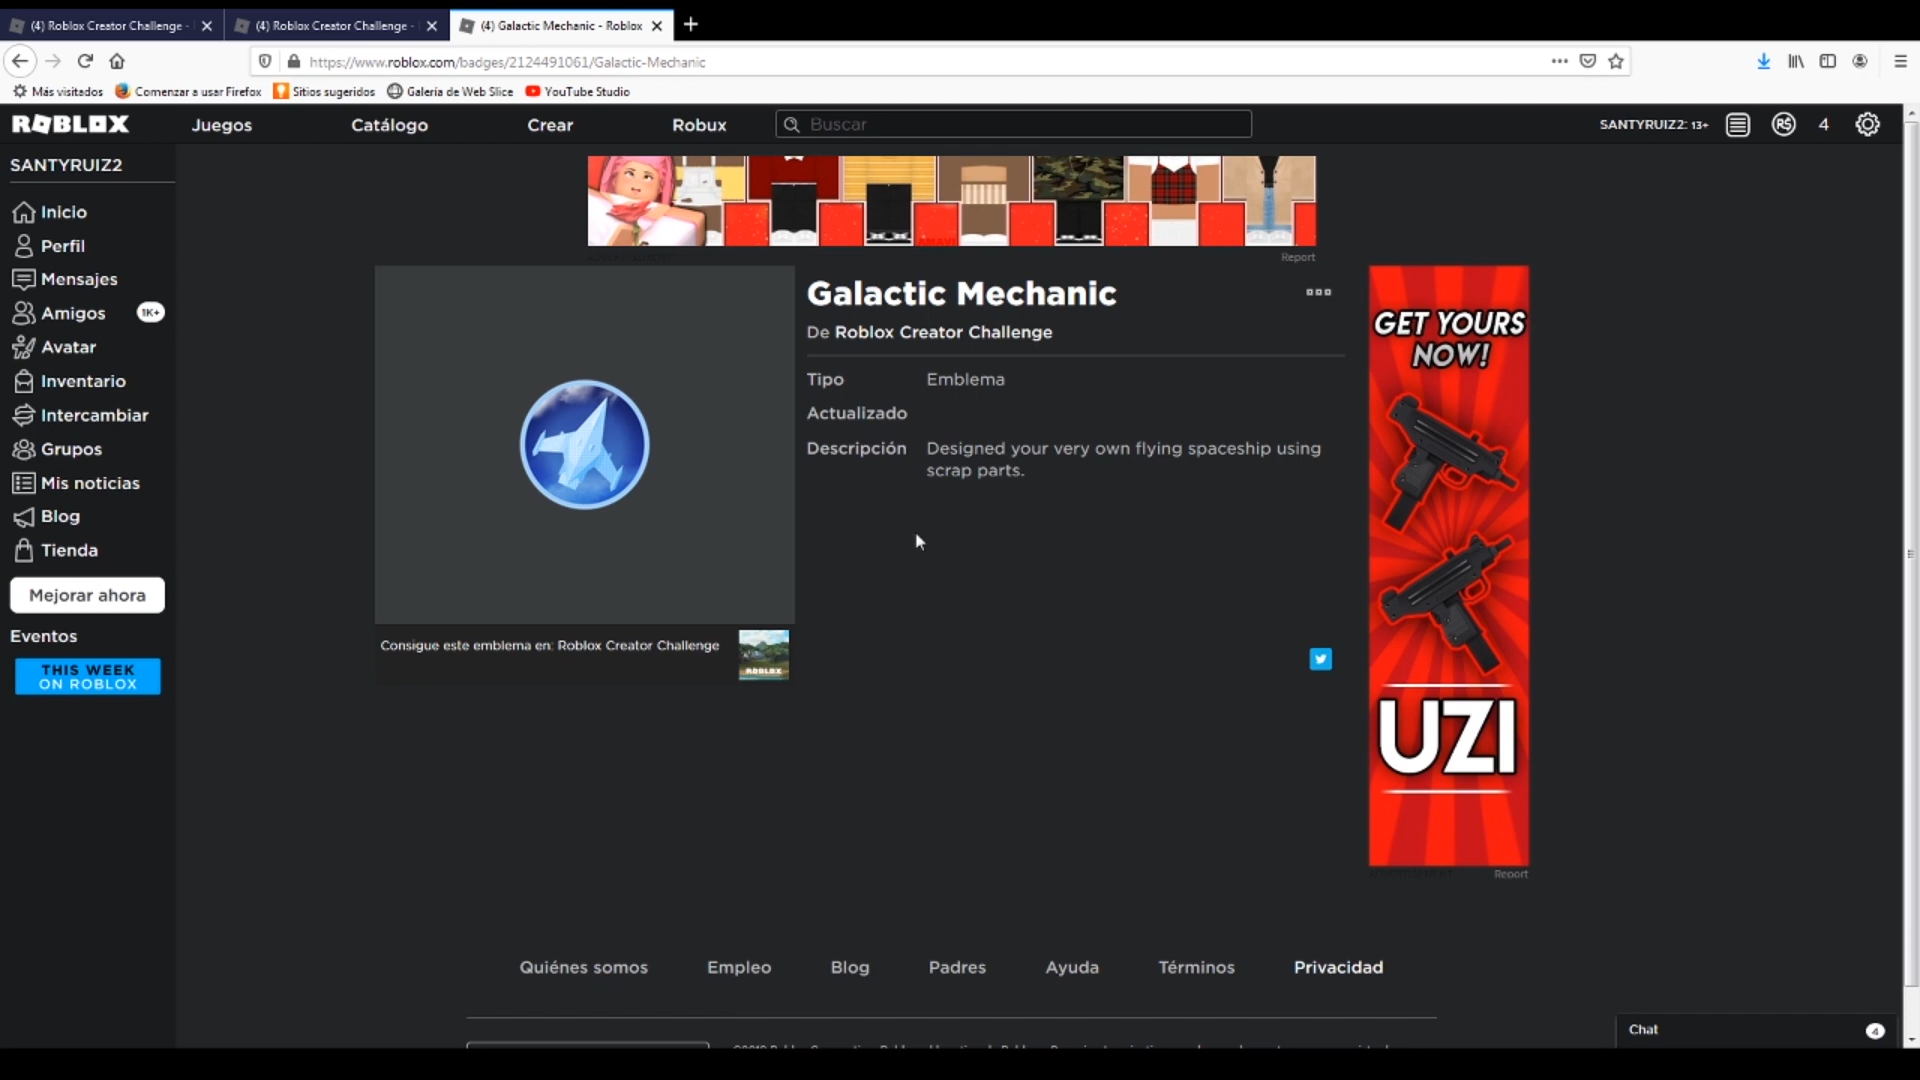 (4) Roblox Creator Challenge -
(4) Roblox Creator Challenge -
(4) Galactic Mechanic - Roblox
https://www.roblox.com/badges/2124491061/Galactic-Mechanic
Más visitados
Comenzar a usar Firefox
Sitios sugeridos
Galería de Web Slice
YouTube Studio
ROBLOX
Juegos
Catálogo
Crear
Robux
Buscar
SANTYRUIZ2: 13+
R$
4
SANTYRUIZ2
Inicio
Perfil
Mensajes
Amigos
1K+
Avatar
Inventario
Intercambiar
Grupos
Mis noticias
Blog
Tienda
Mejorar ahora
Eventos
THIS WEEK
ON ROBLOX
Report
Galactic Mechanic
De Roblox Creator Challenge
Tipo
Emblema
Actualizado
Descripción
Designed your very own flying spaceship using
scrap parts.
Consigue este emblema en: Roblox Creator Challenge
ROBLOX
GET YOURS
NOW!
UZI
ADVERTISEMENT
Report
Quiénes somos
Empleo
Blog
Padres
Ayuda
Términos
Privacidad
Chat
4